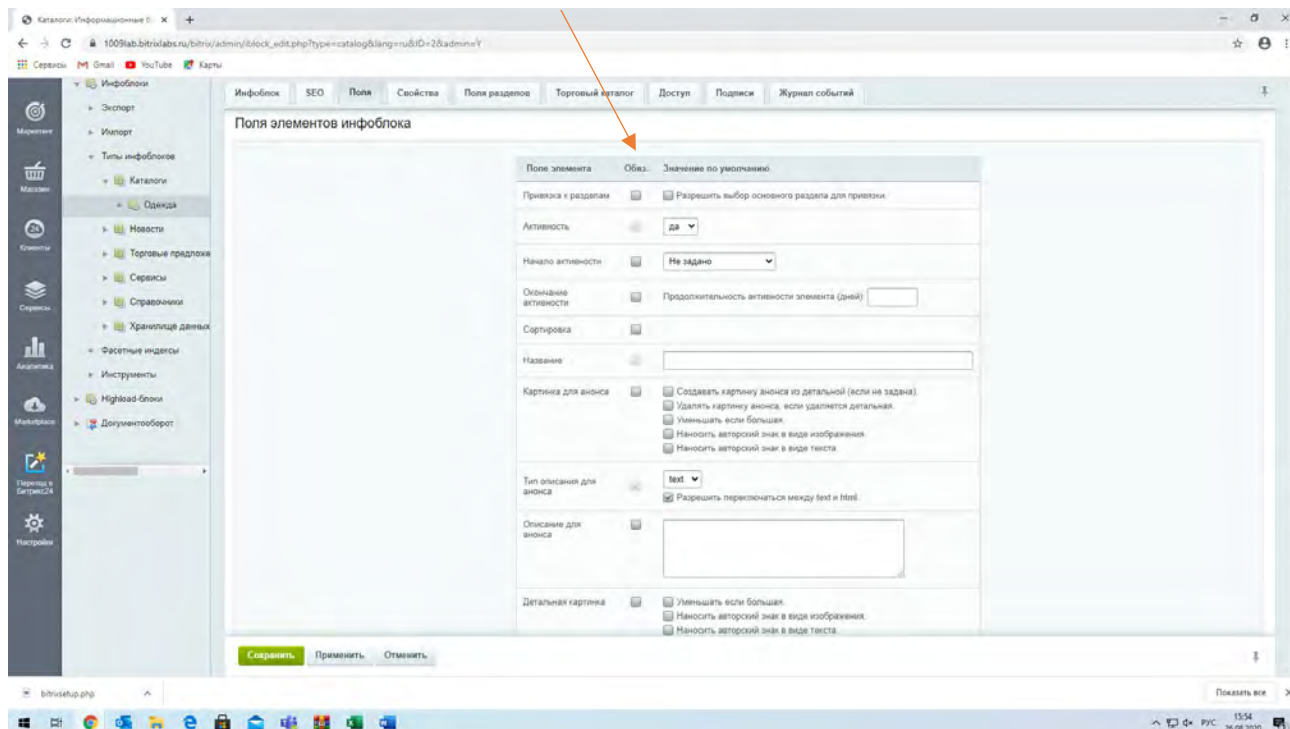 Каталоги: Информационные б
1009lab.bitrixlabs.ru/bitrix/admin/iblock_edit.php?type=catalog&lang=ru&ID=2&admin=Y
Сервисы Gmail YouTube Карты
Маркетинг
Магазин
24
Клиенты
Сервисы
Аналитика
Marketplace
Переход в
Битрикс24
Настройки
Инфоблоки
Экспорт
Импорт
Типы инфоблоков
Каталоги
Одежда
Новости
Торговые предложе
Сервисы
Справочники
Хранилище данных
Фасетные индексы
Инструменты
Highload-блоки
Документооборот
Инфоблок SEO Поля Свойства Поля разделов Торговый каталог Доступ Подписи Журнал событий
Поля элементов инфоблока
Поле элемента Обяз. Значение по умолчанию
Привязка к разделам Разрешить выбор основного раздела для привязки.
Активность да
Начало активности Не задано
Окончание
активности
Продолжительность активности элемента (дней):
Сортировка
Название
Картинка для анонса Создавать картинку анонса из детальной (если не задана).
Удалять картинку анонса, если удаляется детальная.
Уменьшать если большая.
Наносить авторский знак в виде изображения.
Наносить авторский знак в виде текста.
Тип описания для
анонса
text
Разрешить переключаться между text и html.
Описание для
анонса
Детальная картинка Уменьшать если большая.
Наносить авторский знак в виде изображения.
Наносить авторский знак в виде текста.
Сохранить Применить Отменить
bitrixsetup.php
Показать все
РУС
15:54
26.08.2020